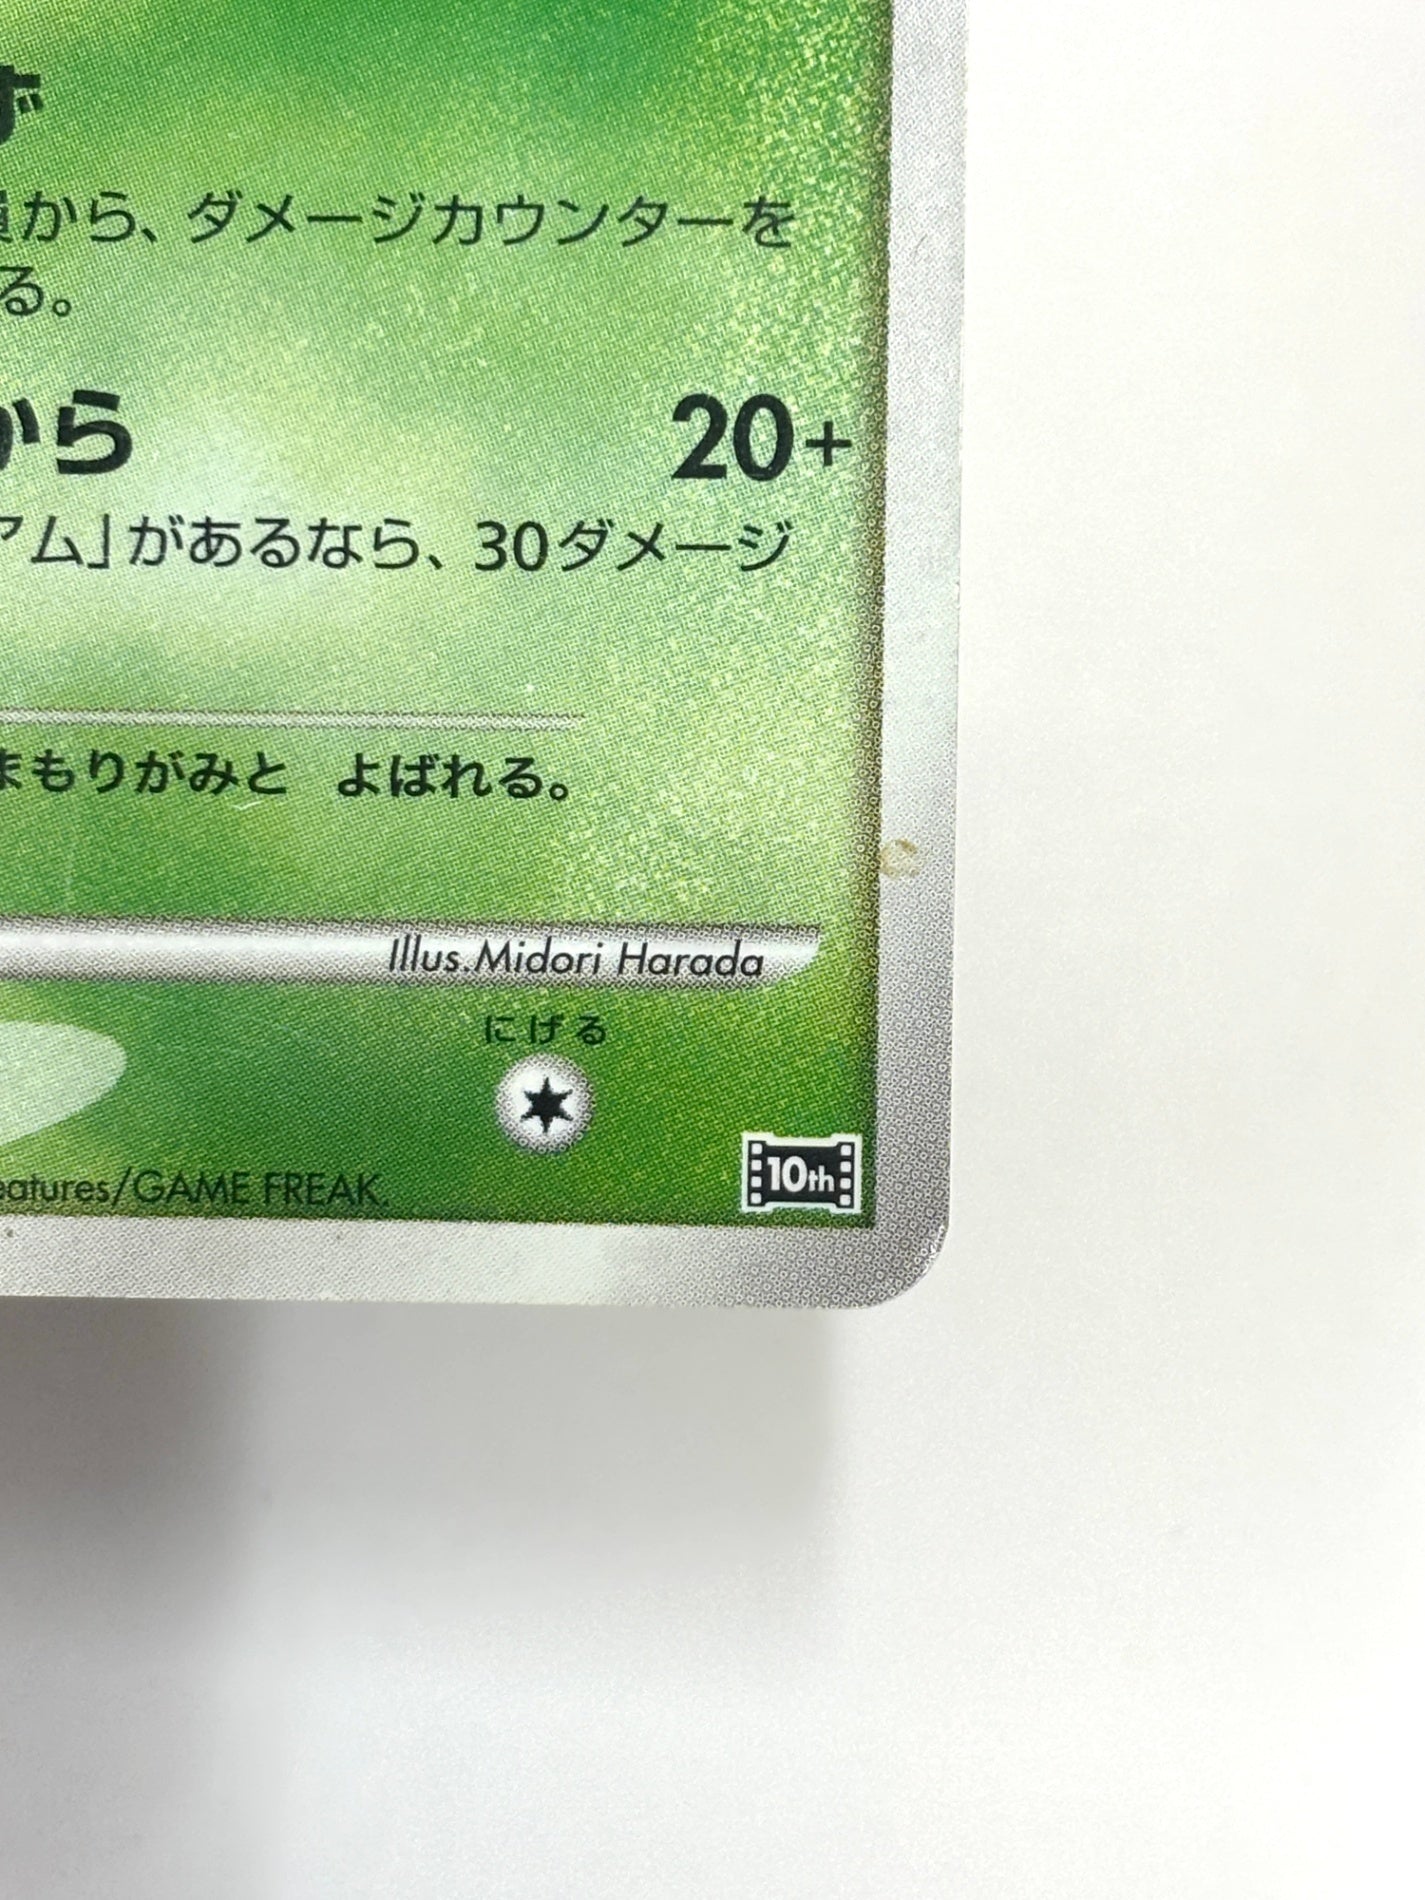 から、ダメージカウンターを
る。
から
20+
アム」があるなら、30ダメージ
まもりがみと よばれる。
Illus.Midori Harada
にげる
10th
eatures/GAME FREAK.